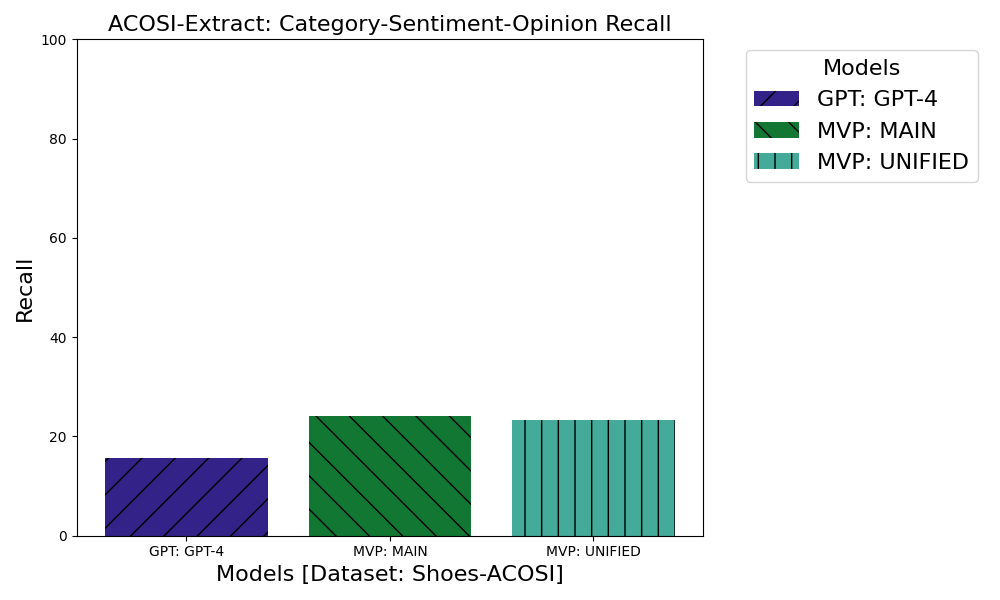 ACOSI-Extract: Category-Sentiment-Opinion Recall
100
80
60
40
20
0
Recall
GPT: GPT-4
MVP: MAIN
MVP: UNIFIED
Models [Dataset: Shoes-ACOSI]
Models
GPT: GPT-4
MVP: MAIN
MVP: UNIFIED